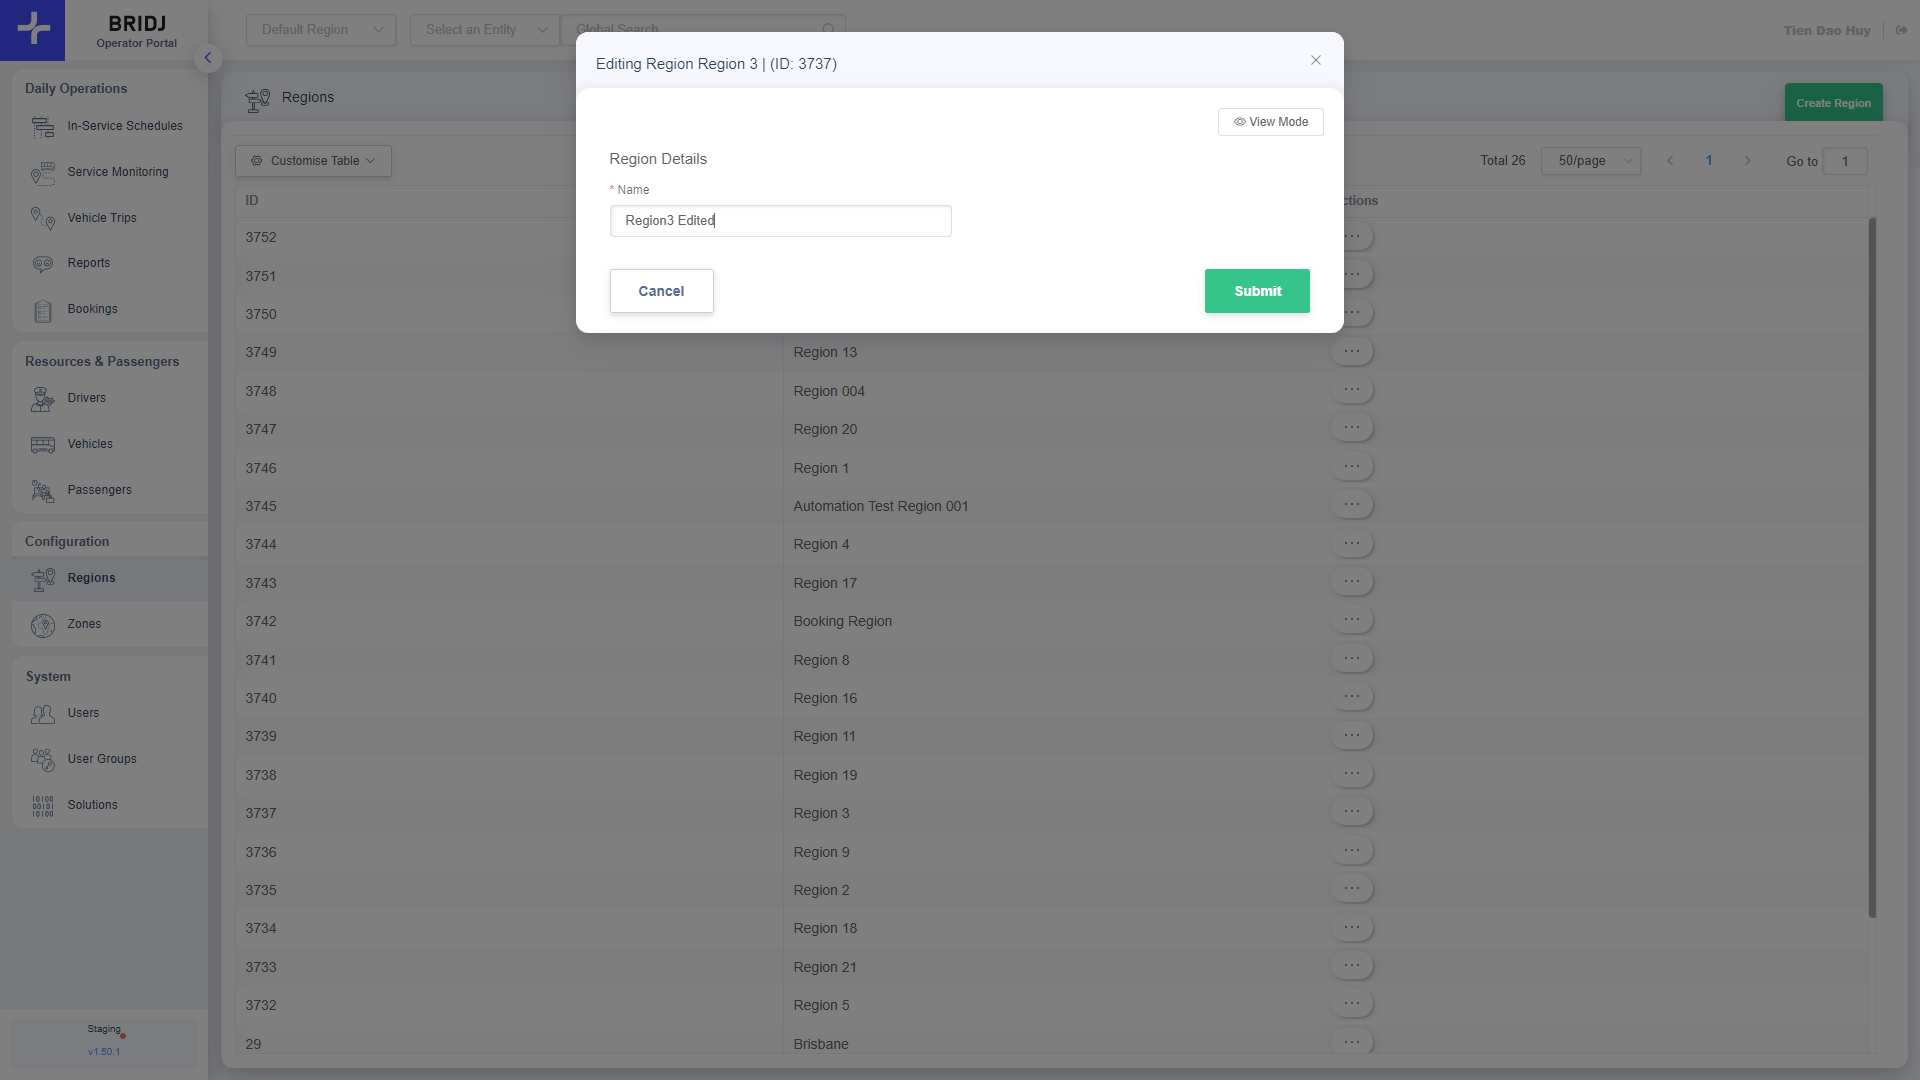 BRIDJ
Operator Portal
Default Region
Select an Entity
Global Search
Tien Dao Huy
Daily Operations
In-Service Schedules
Service Monitoring
Vehicle Trips
Reports
Bookings
Resources & Passengers
Drivers
Vehicles
Passengers
Configuration
Regions
Zones
System
Users
User Groups
Solutions
Staging
v1.50.1
Regions
Create Region
Customise Table
Total 26
50/page
1
Go to
1
Editing Region Region 3 | (ID: 3737)
View Mode
Region Details
* Name
Region3 Edited
Cancel
Submit
ID
ctions
3752
3751
3750
3749 Region 13
3748 Region 004
3747 Region 20
3746 Region 1
3745 Automation Test Region 001
3744 Region 4
3743 Region 17
3742 Booking Region
3741 Region 8
3740 Region 16
3739 Region 11
3738 Region 19
3737 Region 3
3736 Region 9
3735 Region 2
3734 Region 18
3733 Region 21
3732 Region 5
29 Brisbane